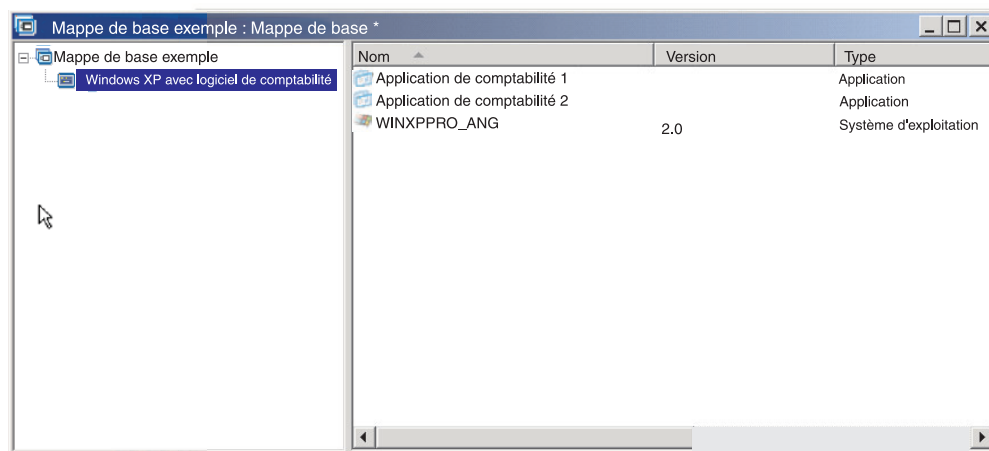 Mappe de base exemple : Mappe de base *
Mappe de base exemple
Windows XP avec logiciel de comptabilité
Nom Version Type
Application de comptabilité 1 Application
Application de comptabilité 2 Application
WINXPPRO_ANG 2.0 Système d'exploitation